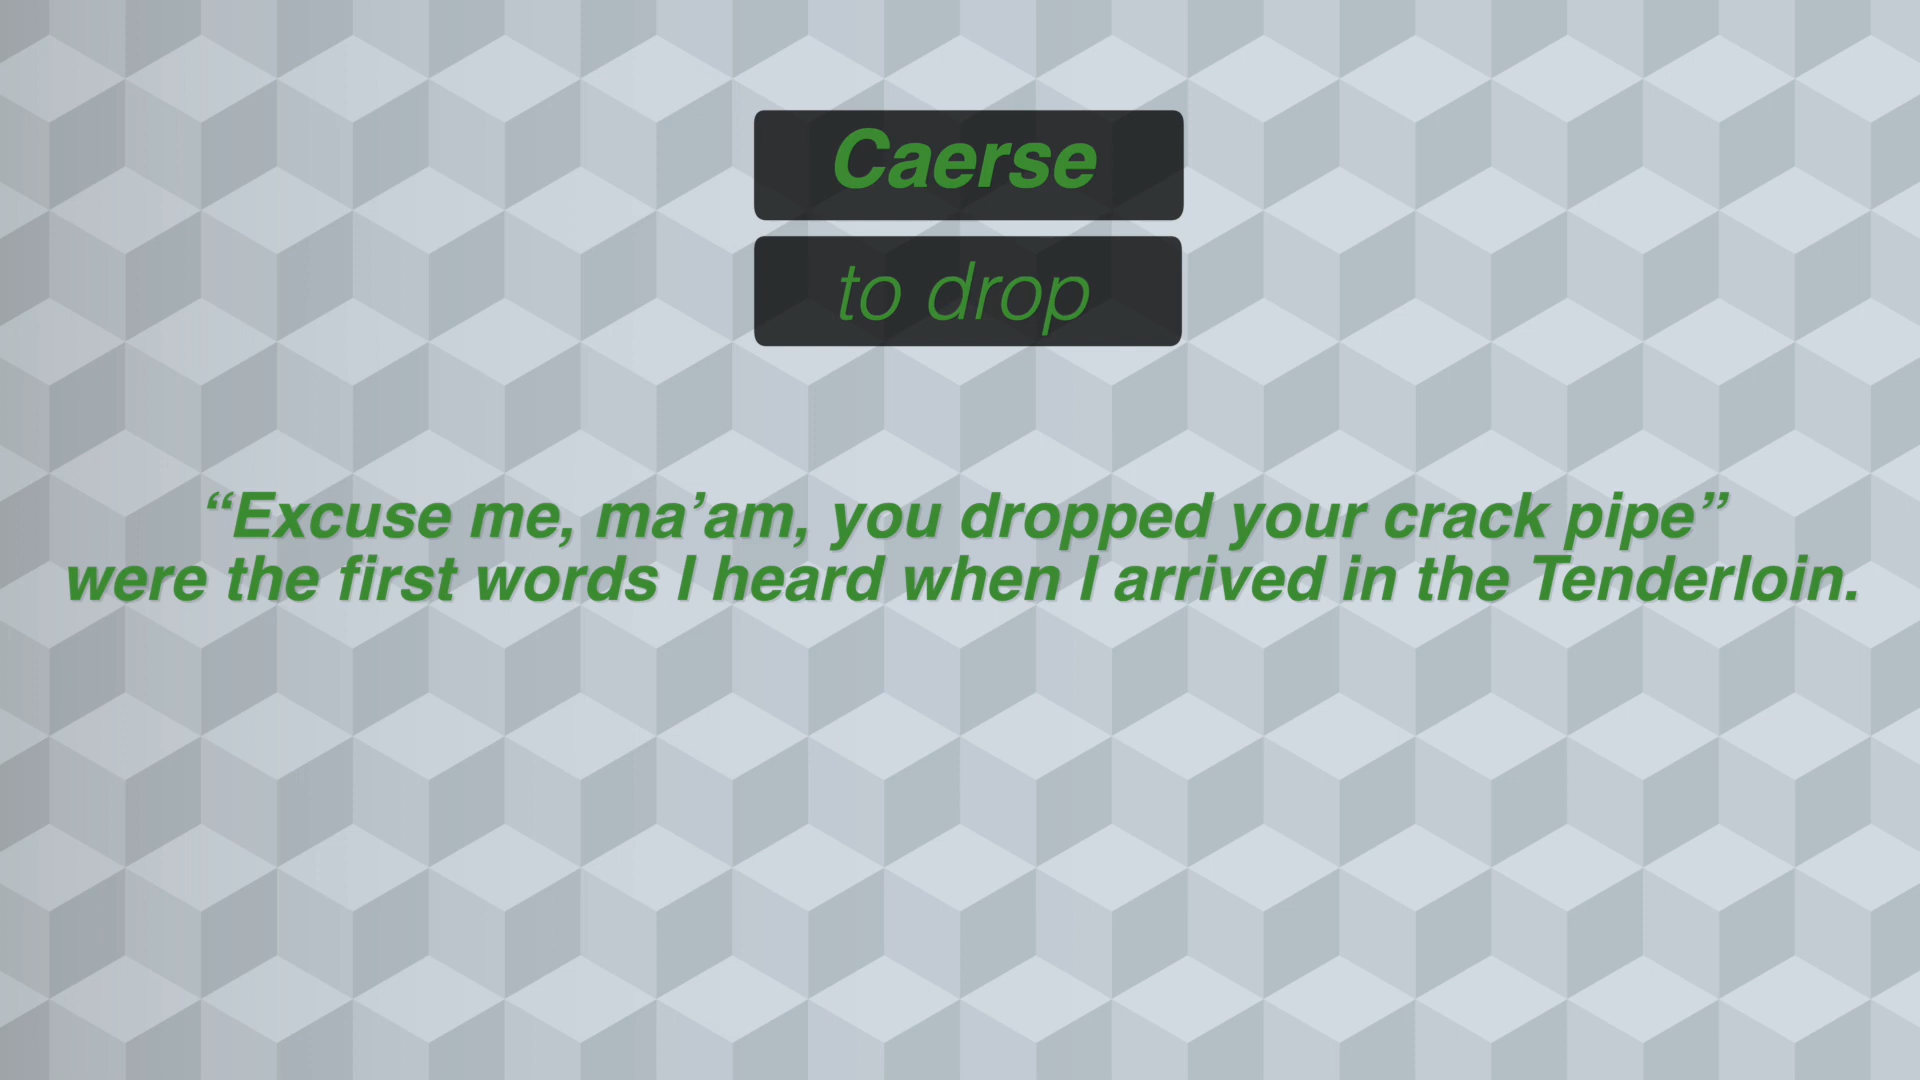 Caerse
to drop
“Excuse me, ma’am, you dropped your crack pipe”
were the first words I heard when I arrived in the Tenderloin.